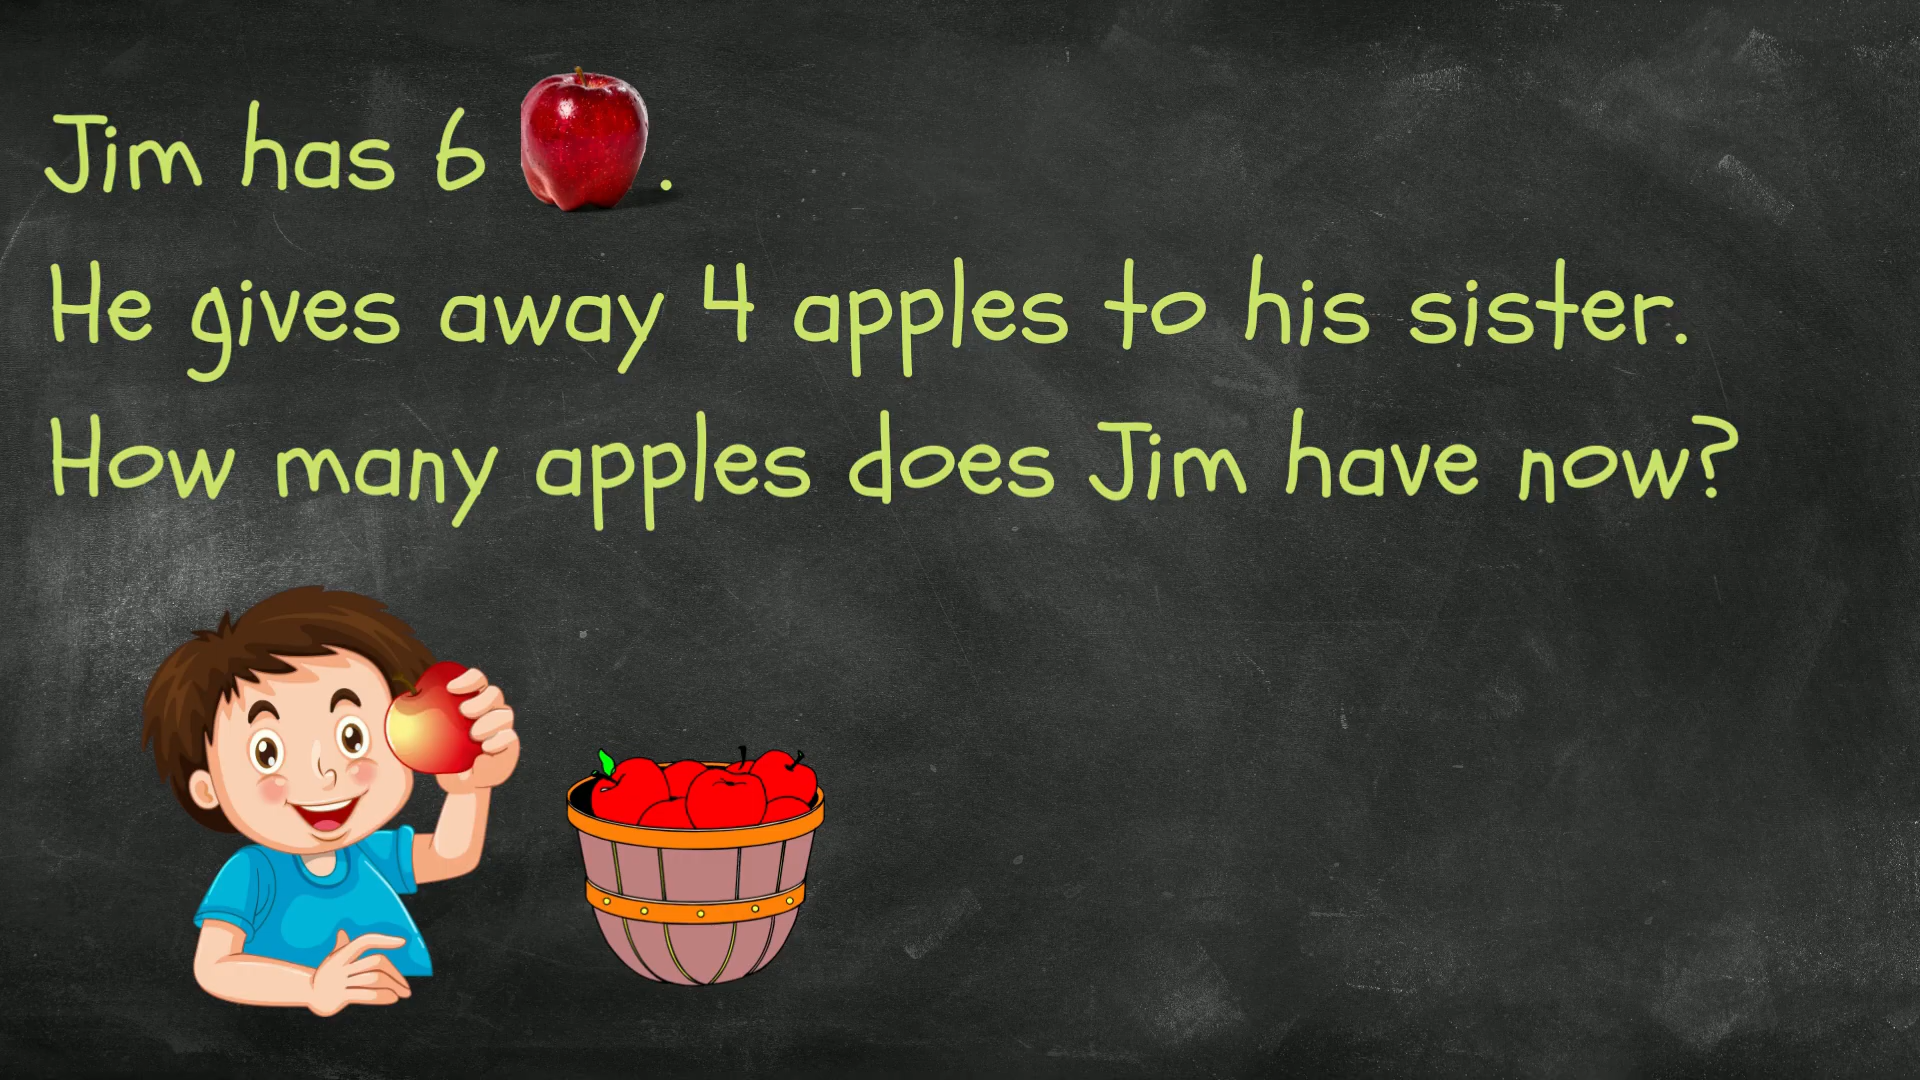 Jim has 6 .
He gives away 4 apples to his sister.
How many apples does Jim have now?